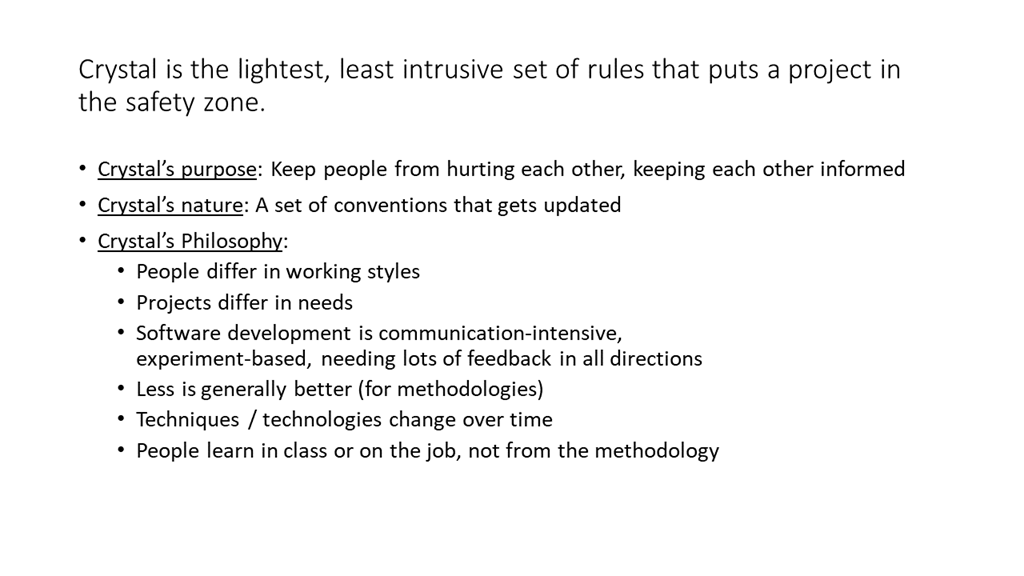 Crystal is the lightest, least intrusive set of rules that puts a project in
the safety zone.
• Crystal’s purpose: Keep people from hurting each other, keeping each other informed
• Crystal’s nature: A set of conventions that gets updated
• Crystal’s Philosophy:
• People differ in working styles
• Projects differ in needs
• Software development is communication-intensive,
experiment-based, needing lots of feedback in all directions
• Less is generally better (for methodologies)
• Techniques / technologies change over time
• People learn in class or on the job, not from the methodology